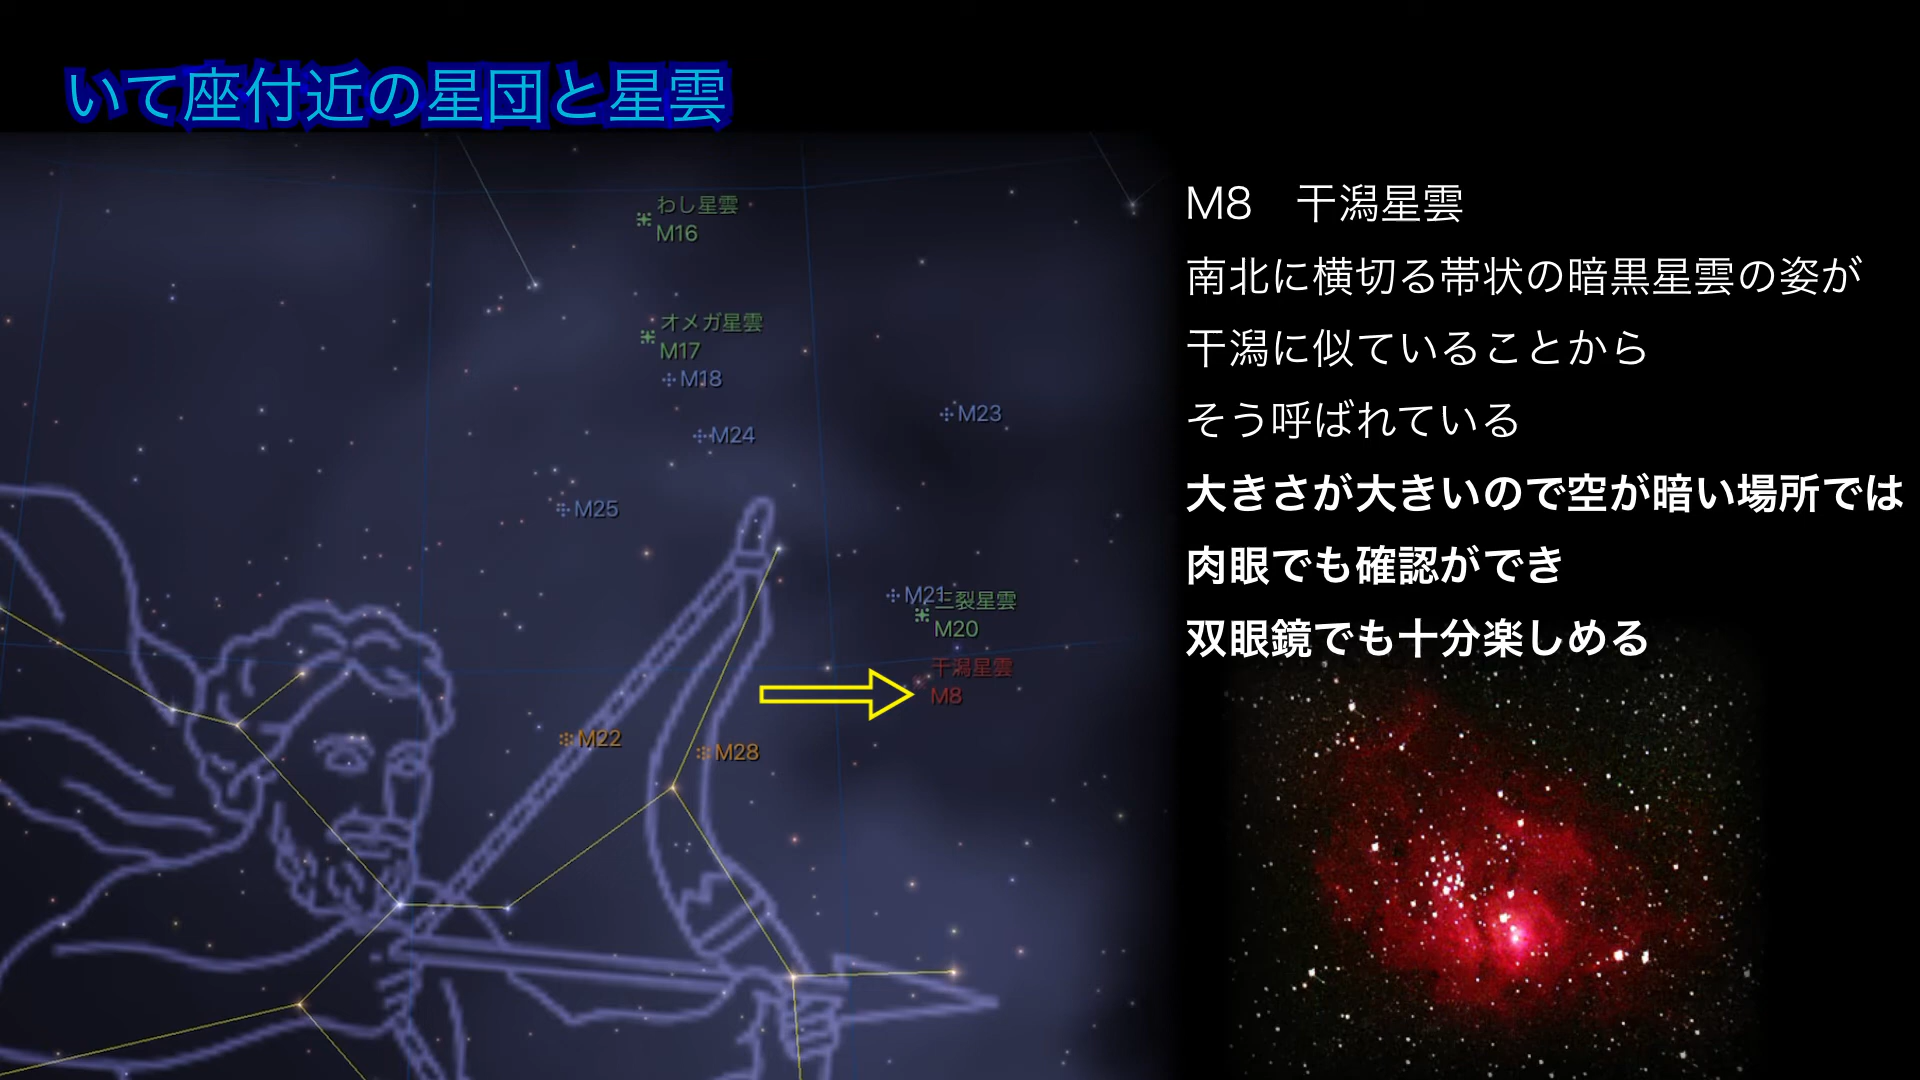 いて座付近の星団と星雲
わし星雲
M16
オメガ星雲
M17
M18
M24
M23
M25
M21
三裂星雲
M20
干潟星雲
M8
M22
M28
M8　干潟星雲
南北に横切る帯状の暗黒星雲の姿が
干潟に似ていることから
そう呼ばれている
大きさが大きいので空が暗い場所では
肉眼でも確認ができ
双眼鏡でも十分楽しめる